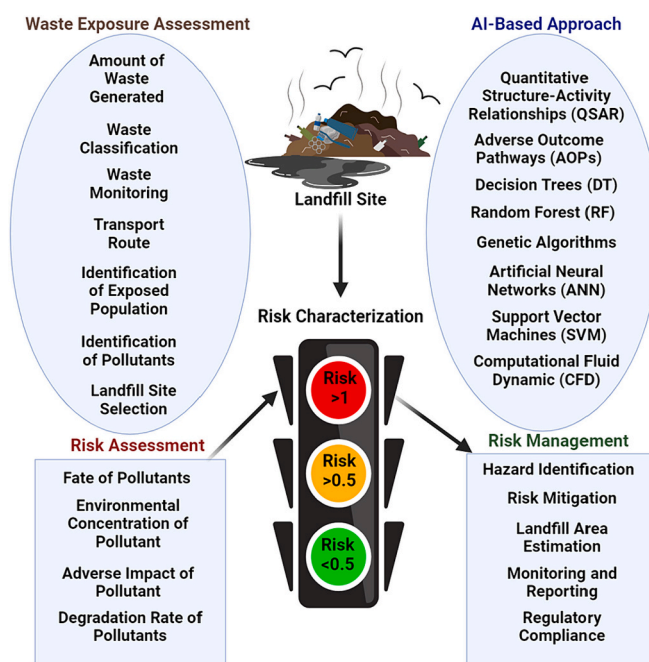 Waste Exposure Assessment
Amount of
Waste
Generated
Waste
Classification
Waste
Monitoring
Transport
Route
Identification
of Exposed
Population
Identification
of Pollutants
Landfill Site
Selection
AI-Based Approach
Quantitative
Structure-Activity
Relationships (QSAR)
Adverse Outcome
Pathways (AOPs)
Decision Trees (DT)
Random Forest (RF)
Genetic Algorithms
Artificial Neural
Networks (ANN)
Support Vector
Machines (SVM)
Computational Fluid
Dynamic (CFD)
Landfill Site
Risk Characterization
Risk
>1
Risk
>0.5
Risk
<0.5
Risk Assessment
Fate of Pollutants
Environmental
Concentration of
Pollutant
Adverse Impact of
Pollutant
Degradation Rate of
Pollutants
Risk Management
Hazard Identification
Risk Mitigation
Landfill Area
Estimation
Monitoring and
Reporting
Regulatory
Compliance